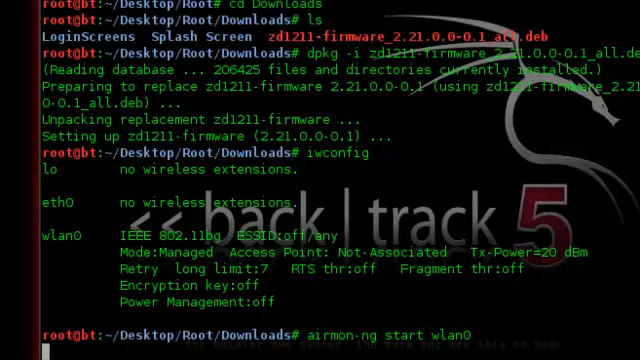 root@bt:~/Desktop/Root# cd Downloads
root@bt:~/Desktop/Root/Downloads# ls
LoginScreens Splash Screen zd1211-firmware_2.21.0.0-0.1_all.deb
root@bt:~/Desktop/Root/Downloads# dpkg -i zd1211-firmware_2.21.0.0-0.1_all.de
(Reading database ... 206425 files and directories currently installed.)
Preparing to replace zd1211-firmware 2.21.0.0-0.1 (using zd1211-firmware_2.21
0-0.1_all.deb) ...
Unpacking replacement zd1211-firmware ...
Setting up zd1211-firmware (2.21.0.0-0.1) ...
root@bt:~/Desktop/Root/Downloads# iwconfig
lo no wireless extensions.
eth0 no wireless extensions.
<< back | track 5
wlan0 IEEE 802.11bg ESSID:off/any
Mode:Managed Access Point: Not-Associated Tx-Power=20 dBm
Retry long limit:7 RTS thr:off Fragment thr:off
Encryption key:off
Power Management:off
root@bt:~/Desktop/Root/Downloads# airmon-ng start wlan0